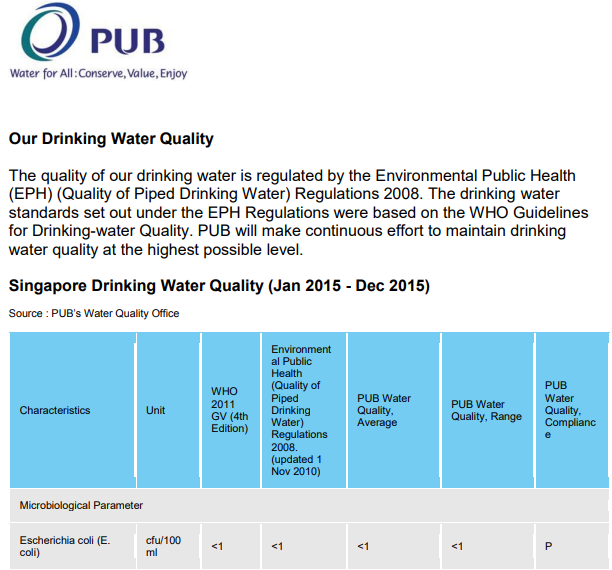 PUB
Water for All: Conserve, Value, Enjoy
Our Drinking Water Quality
The quality of our drinking water is regulated by the Environmental Public Health
(EPH) (Quality of Piped Drinking Water) Regulations 2008. The drinking water
standards set out under the EPH Regulations were based on the WHO Guidelines
for Drinking-water Quality. PUB will make continuous effort to maintain drinking
water quality at the highest possible level.
Singapore Drinking Water Quality (Jan 2015 - Dec 2015)
Source : PUB's Water Quality Office
Characteristics
Unit
WHO
2011
GV (4th
Edition)
Environment
al Public
Health
(Quality of
Piped
Drinking
Water)
Regulations
2008.
(updated 1
Nov 2010)
PUB Water
Quality,
Average
PUB Water
Quality, Range
PUB
Water
Quality,
Complianc
e
Microbiological Parameter
Escherichia coli (E.
coli)
cfu/100
ml
<1
<1
<1
<1
P